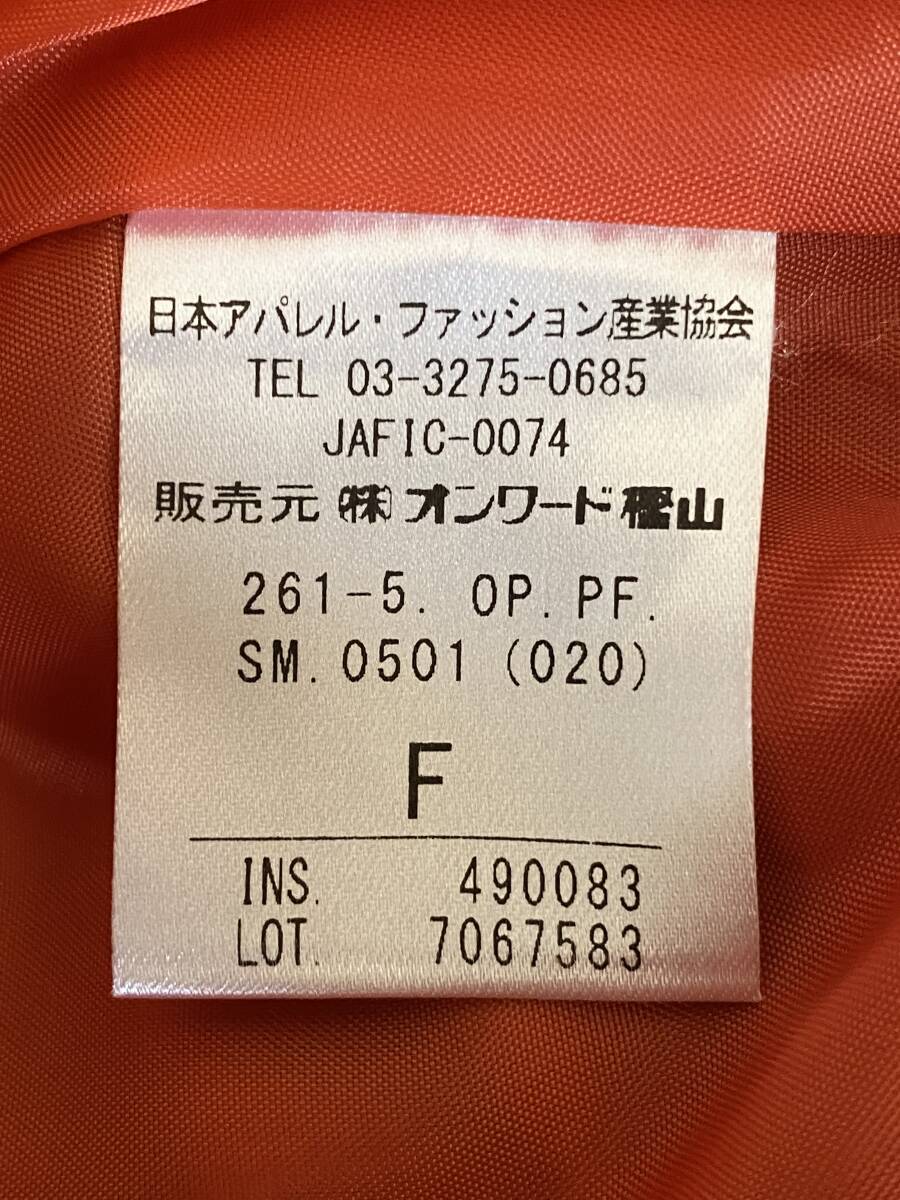 日本アパレル・ファッション産業協会
TEL 03-3275-0685
JAFIC-0074
販売元 ㈱オンワード樫山
261-5. OP. PF.
SM. 0501 (020)
F
INS. 490083
LOT. 7067583